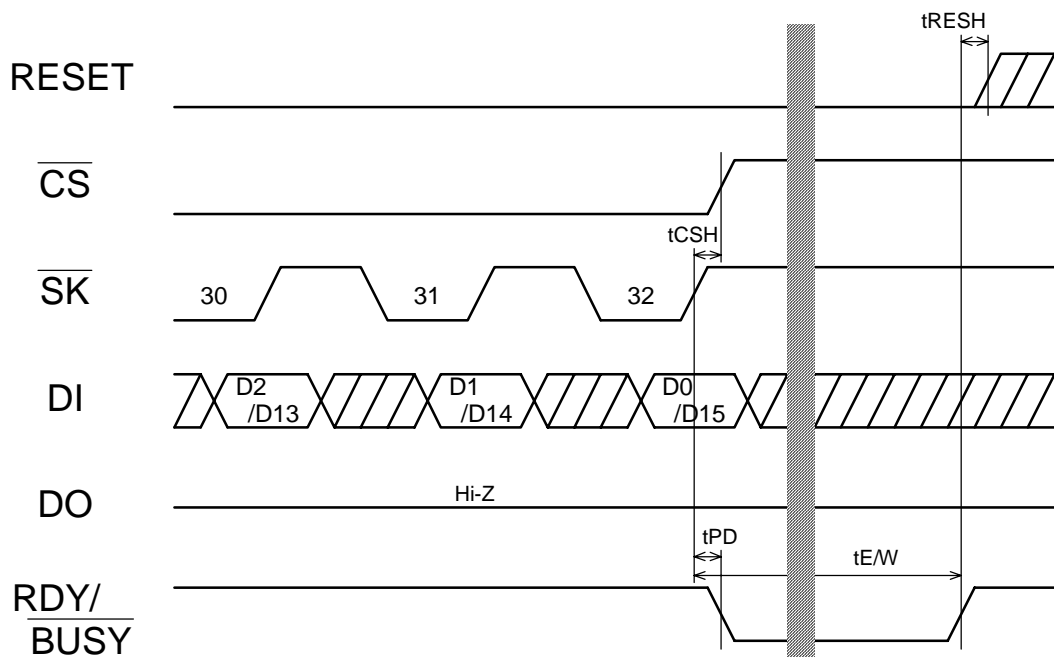 tRESH
RESET
CS
tCSH
SK
30
31
32
DI
D2
/D13
D1
/D14
D0
/D15
DO
Hi-Z
tPD
tE/W
RDY/
BUSY